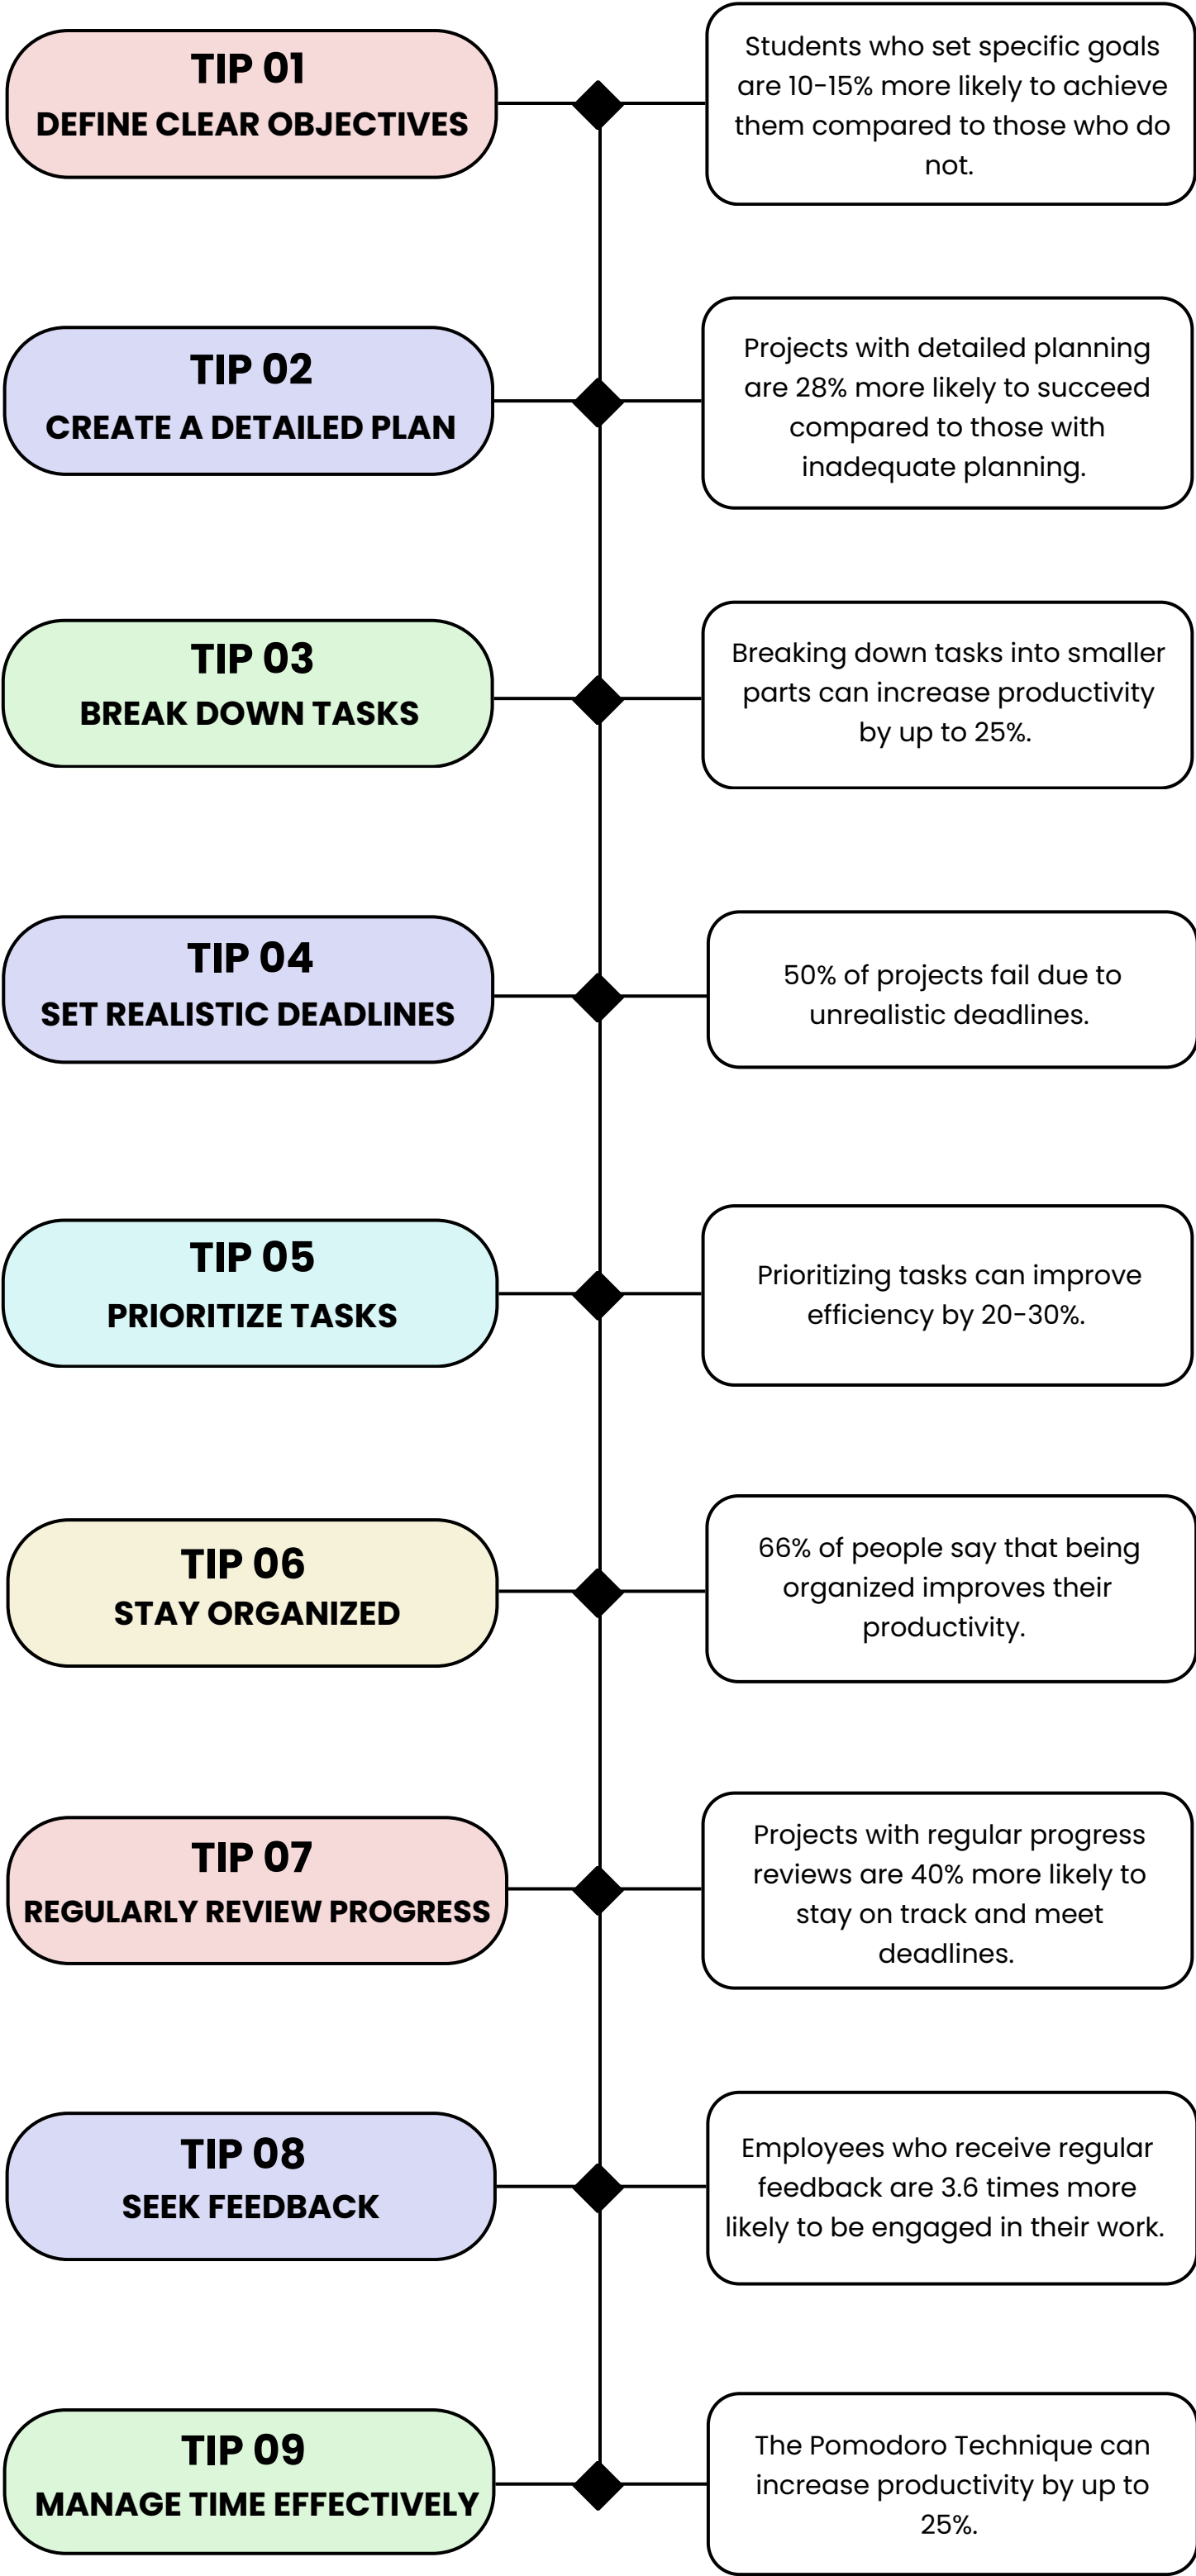 TIP 01
DEFINE CLEAR OBJECTIVES
Students who set specific goals
are 10-15% more likely to achieve
them compared to those who do
not.
TIP 02
CREATE A DETAILED PLAN
Projects with detailed planning
are 28% more likely to succeed
compared to those with
inadequate planning.
TIP 03
BREAK DOWN TASKS
Breaking down tasks into smaller
parts can increase productivity
by up to 25%.
TIP 04
SET REALISTIC DEADLINES
50% of projects fail due to
unrealistic deadlines.
TIP 05
PRIORITIZE TASKS
Prioritizing tasks can improve
efficiency by 20-30%.
TIP 06
STAY ORGANIZED
66% of people say that being
organized improves their
productivity.
TIP 07
REGULARLY REVIEW PROGRESS
Projects with regular progress
reviews are 40% more likely to
stay on track and meet
deadlines.
TIP 08
SEEK FEEDBACK
Employees who receive regular
feedback are 3.6 times more
likely to be engaged in their work.
TIP 09
MANAGE TIME EFFECTIVELY
The Pomodoro Technique can
increase productivity by up to
25%.